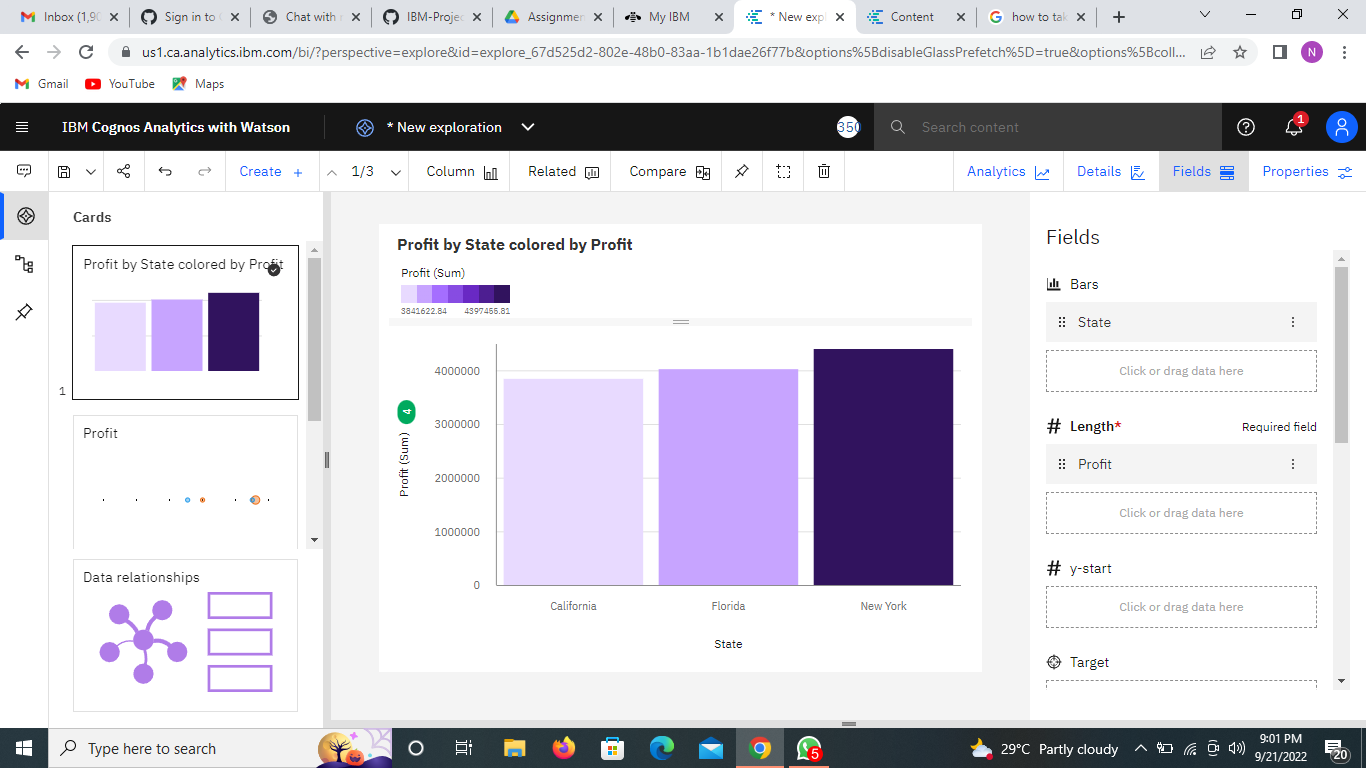 Inbox (1,90
Sign in to G
Chat with r
IBM-Projec
Assignmen
My IBM
* New expl
Content
how to tak
us1.ca.analytics.ibm.com/bi/?perspective=explore&id=explore_67d525d2-802e-48b0-83aa-1b1dae26f77b&options%5BdisableGlassPrefetch%5D=true&options%5Bcoll...
N
Gmail
YouTube
Maps
IBM Cognos Analytics with Watson
* New exploration
350
Search content
1
Create +
1/3
Column
Related
Compare
Analytics
Details
Fields
Properties
Cards
Profit by State colored by Profit
1
Profit
Data relationships
Profit by State colored by Profit
Profit (Sum)
3841622.84
4397455.81
4000000
3000000
2000000
1000000
0
4
Profit (Sum)
California
Florida
New York
State
Fields
Bars
State
Click or drag data here
# Length*
Required field
Profit
Click or drag data here
# y-start
Click or drag data here
Target
Type here to search
5
29°C Partly cloudy
9:01 PM
9/21/2022
20